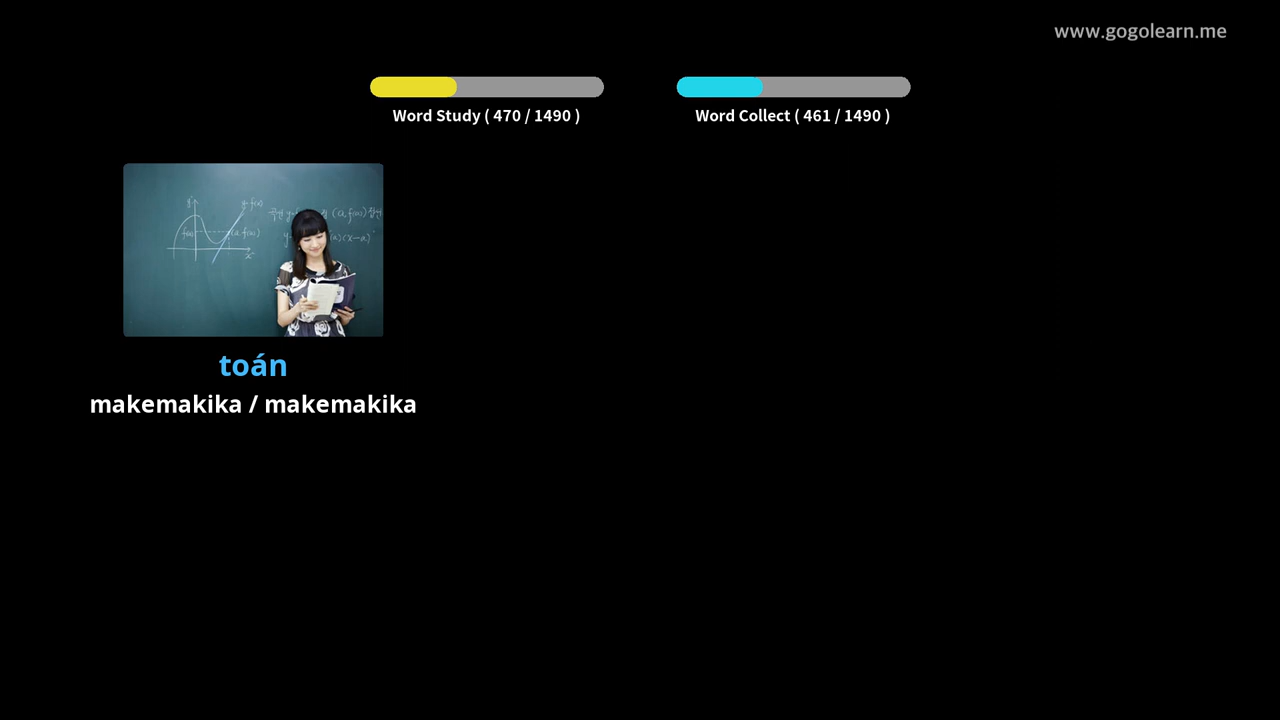 www.gogolearn.me
Word Study ( 470 / 1490 )
Word Collect ( 461 / 1490 )
y
y=f(x)
f(a)
(a, f(a))
x
toán
makemakika / makemakika